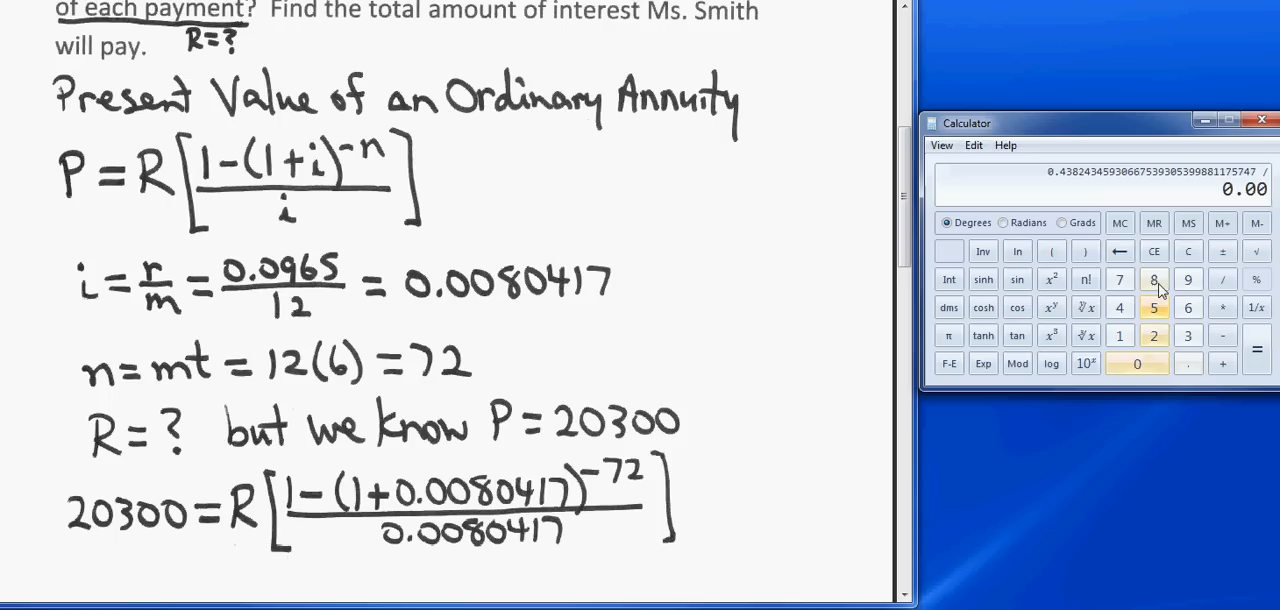 of each payment? Find the total amount of interest Ms. Smith
R=?
will pay.
Present Value of an Ordinary Annuity
P = R[1-(1+i)^-n / i]
i = r/m = 0.0965/12 = 0.0080417
n = mt = 12(6) = 72
R = ? but we know P = 20300
20300 = R[1-(1+0.0080417)^-72 / 0.0080417]
Calculator
View Edit Help
0.43824345930667539305399881175747 /
0.00
Degrees Radians Grads MC MR MS M+ M-
Inv ln ( ) ← CE C ± √
Int sinh sin x² n! 7 8 9 / %
dms cosh cos xʸ ʸ√x 4 5 6 * 1/x
π tanh tan x³ ³√x 1 2 3 - =
F-E Exp Mod log 10ˣ 0 . +